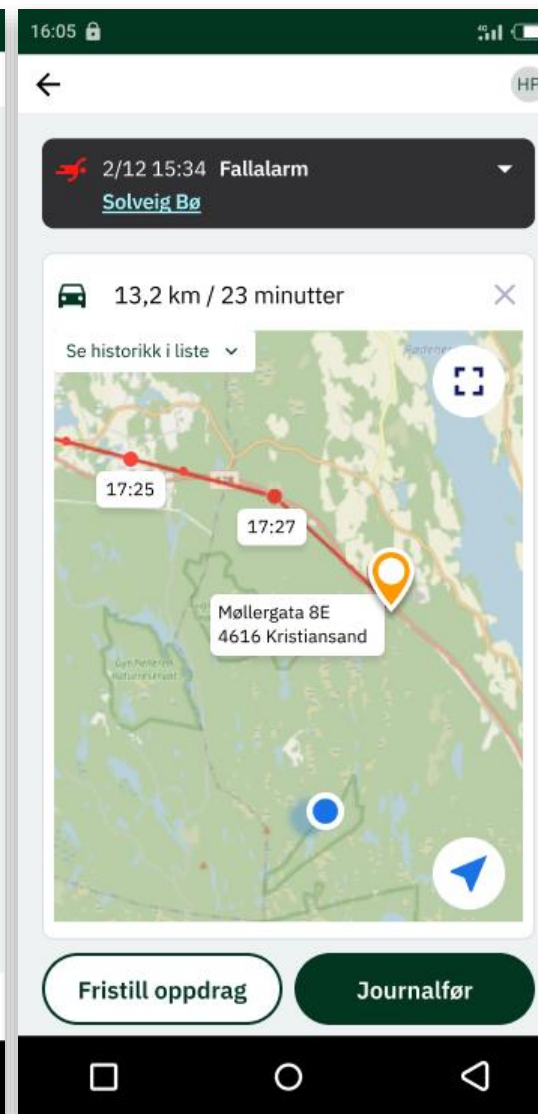 16:05
HP
2/12 15:34 Fallalarm
Solveig Bø
13,2 km / 23 minutter
Se historikk i liste
17:25
17:27
Møllergata 8E
4616 Kristiansand
Fristill oppdrag
Journalfør